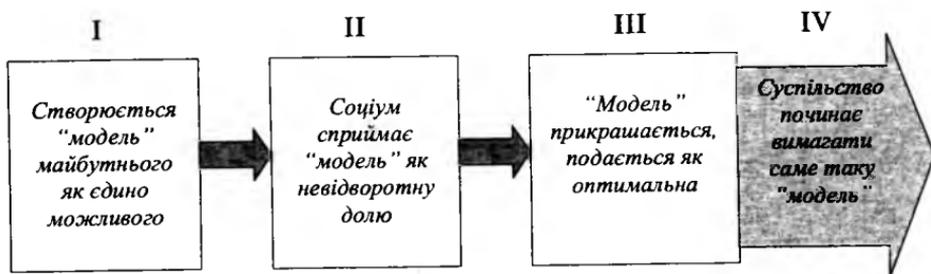 I
II
III
IV
Створюється
“модель”
майбутнього
як єдино
можливого
Соціум
сприймає
“модель” як
невідворотну
долю
“Модель”
прикрашається,
подається як
оптимальна
Суспільство
починає
вимагати
саме таку
"модель"